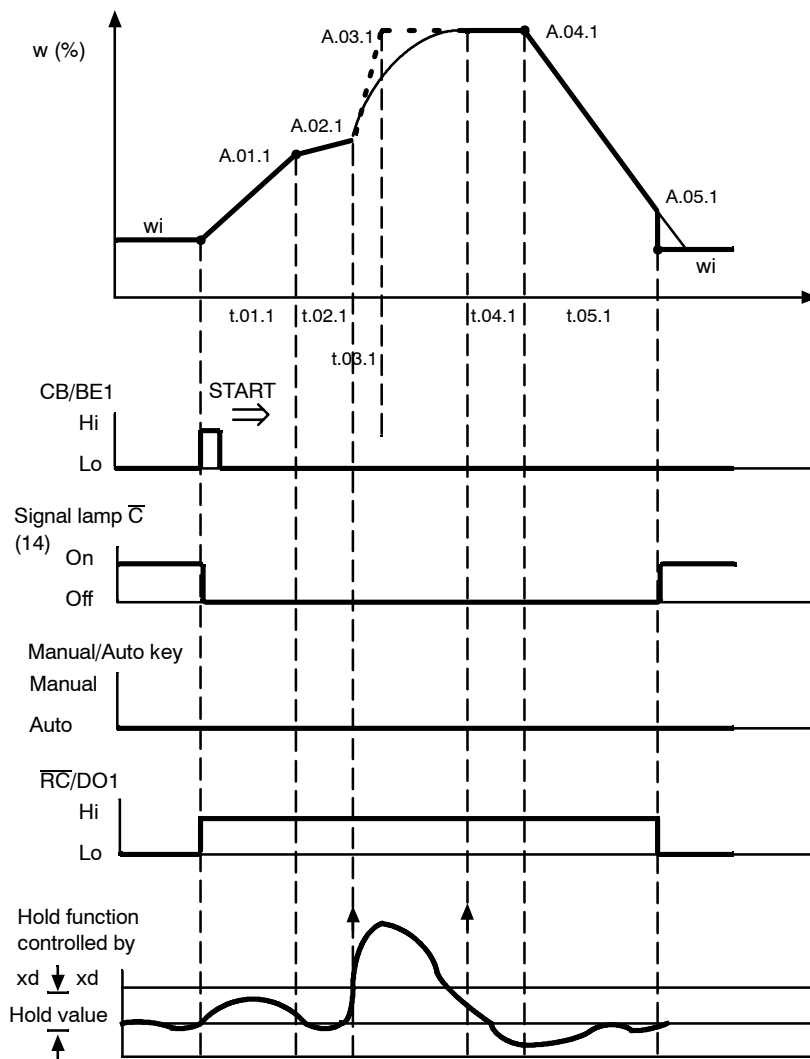 A.03.1
A.04.1
w (%)
A.02.1
A.01.1
A.05.1
wi
wi
t.01.1
t.02.1
t.04.1
t.05.1
t.03.1
CB/BE1
START
Hi
Lo
Signal lamp C̅
(14)
On
Off
Manual/Auto key
Manual
Auto
R̅C̅/DO1
Hi
Lo
Hold function
controlled by
xd xd
Hold value